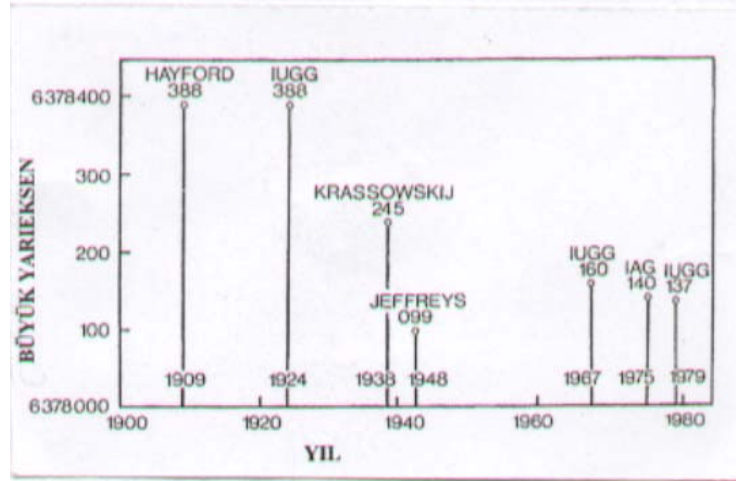 BÜYÜK YARIEKSEN
6378400
300
200
100
6378000
HAYFORD
388
IUGG
388
KRASSOWSKIJ
245
JEFFREYS
099
IUGG
160
IAG
140
IUGG
137
1909
1924
1938
1948
1967
1975
1979
1900
1920
1940
1960
1980
YIL